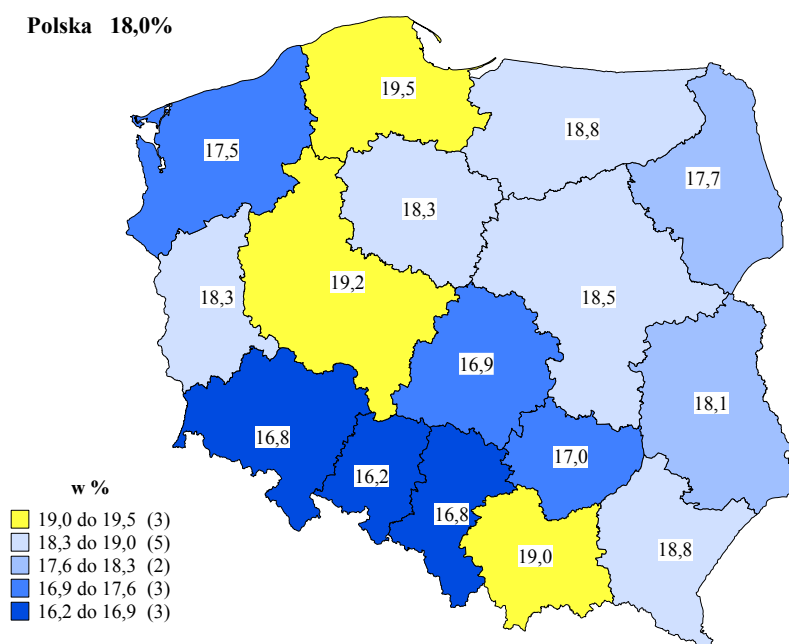 Polska 18,0%
19,5
18,8
17,5
17,7
18,3
19,2
18,3
18,5
16,9
18,1
16,8
17,0
16,2
16,8
19,0
18,8
w %
19,0 do 19,5 (3)
18,3 do 19,0 (5)
17,6 do 18,3 (2)
16,9 do 17,6 (3)
16,2 do 16,9 (3)